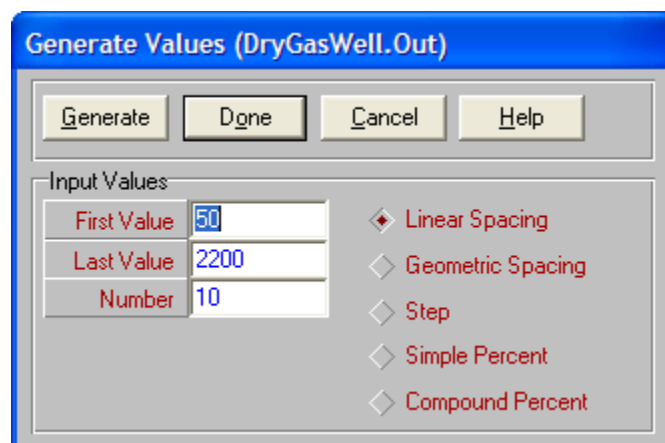 Generate Values (DryGasWell.Out)
Generate Done Cancel Help
Input Values
First Value 50 Linear Spacing
Last Value 2200 Geometric Spacing
Number 10 Step
Simple Percent
Compound Percent